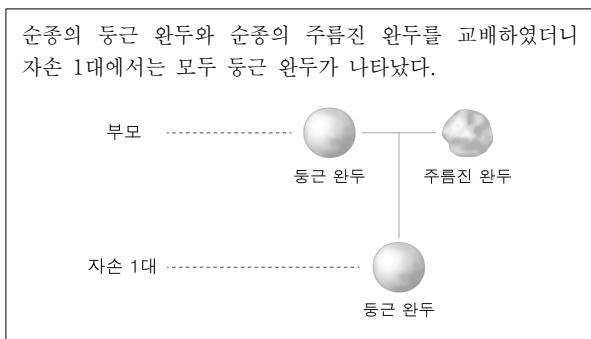 순종의 둥근 완두와 순종의 주름진 완두를 교배하였더니
자손 1대에서는 모두 둥근 완두가 나타났다.
부모
둥근 완두 주름진 완두
자손 1대
둥근 완두